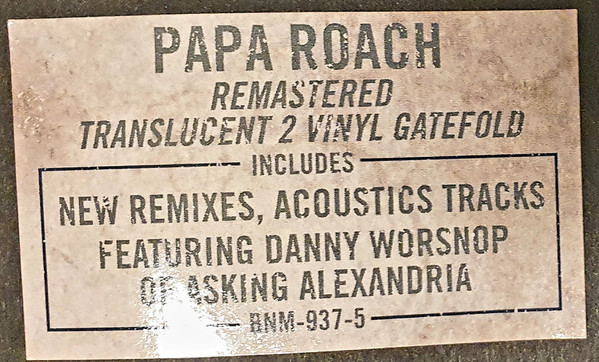 PAPA ROACH
REMASTERED
TRANSLUCENT 2 VINYL GATEFOLD
INCLUDES
NEW REMIXES, ACOUSTICS TRACKS
FEATURING DANNY WORSNOP
OF ASKING ALEXANDRIA
BNM-937-5